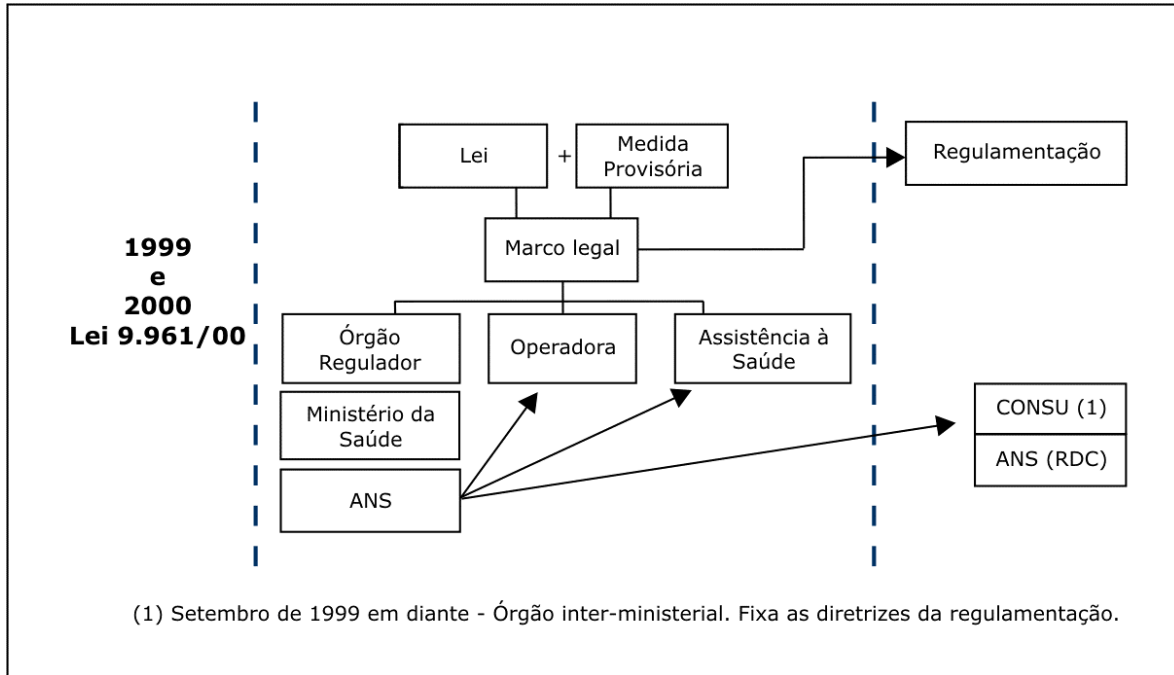 Lei
+
Medida
Provisória
Regulamentação
Marco legal
1999
e
2000
Lei 9.961/00
Órgão
Regulador
Operadora
Assistência à
Saúde
Ministério da
Saúde
ANS
CONSU (1)
ANS (RDC)
(1) Setembro de 1999 em diante - Órgão inter-ministerial. Fixa as diretrizes da regulamentação.